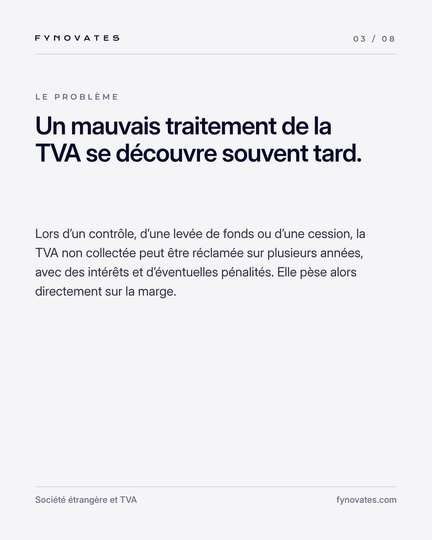 FYNOVATES
03 / 08
LE PROBLÈME
Un mauvais traitement de la
TVA se découvre souvent tard.
Lors d’un contrôle, d’une levée de fonds ou d’une cession, la
TVA non collectée peut être réclamée sur plusieurs années,
avec des intérêts et d’éventuelles pénalités. Elle pèse alors
directement sur la marge.
Société étrangère et TVA
fynovates.com